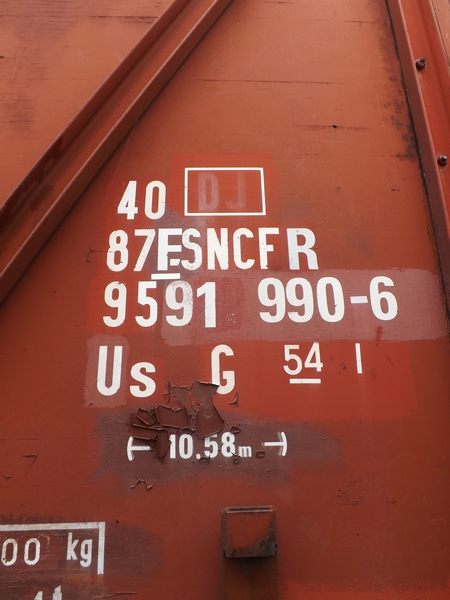 40 DJ
87 F SNCF R
9591 990-6
Us G 54 I
10.58m
00 kg